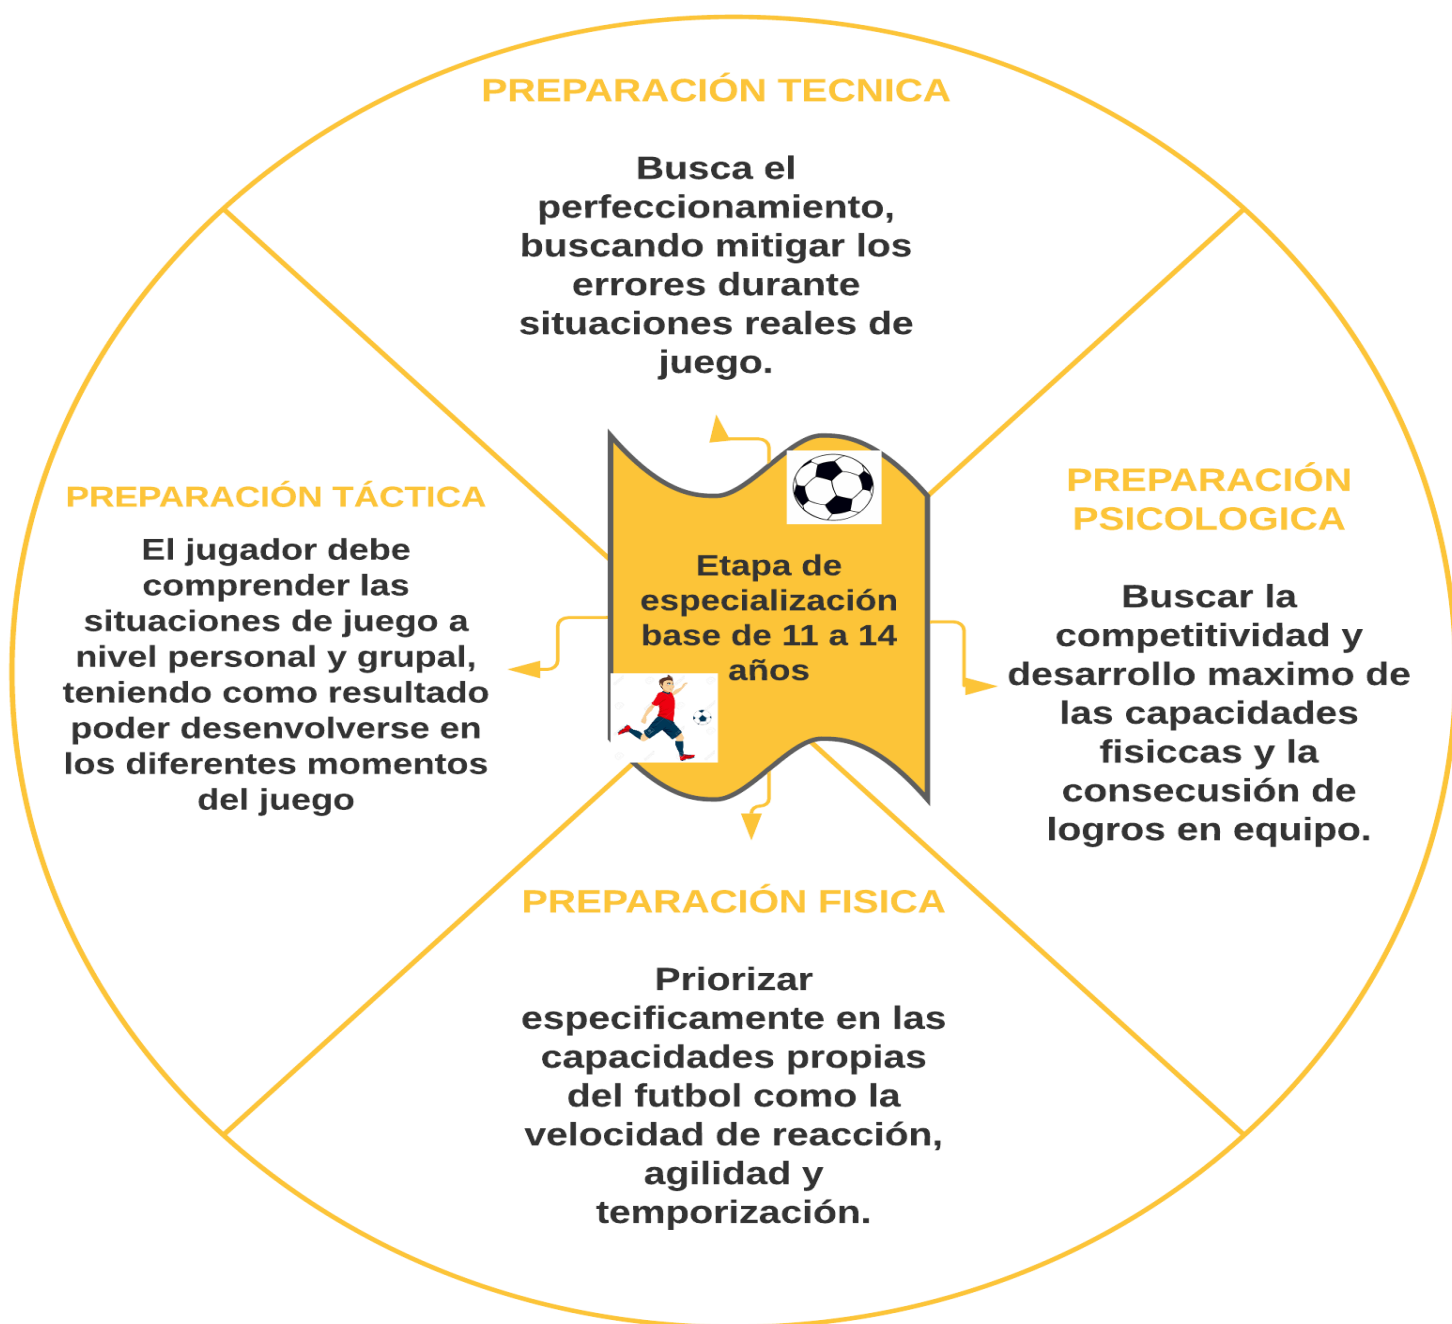 PREPARACIÓN TECNICA
Busca el
perfeccionamiento,
buscando mitigar los
errores durante
situaciones reales de
juego.
PREPARACIÓN TÁCTICA
El jugador debe
comprender las
situaciones de juego a
nivel personal y grupal,
teniendo como resultado
poder desenvolverse en
los diferentes momentos
del juego
Etapa de
especialización
base de 11 a 14
años
PREPARACIÓN
PSICOLOGICA
Buscar la
competitividad y
desarrollo maximo de
las capacidades
fisiccas y la
consecusión de
logros en equipo.
PREPARACIÓN FISICA
Priorizar
especificamente en las
capacidades propias
del futbol como la
velocidad de reacción,
agilidad y
temporización.